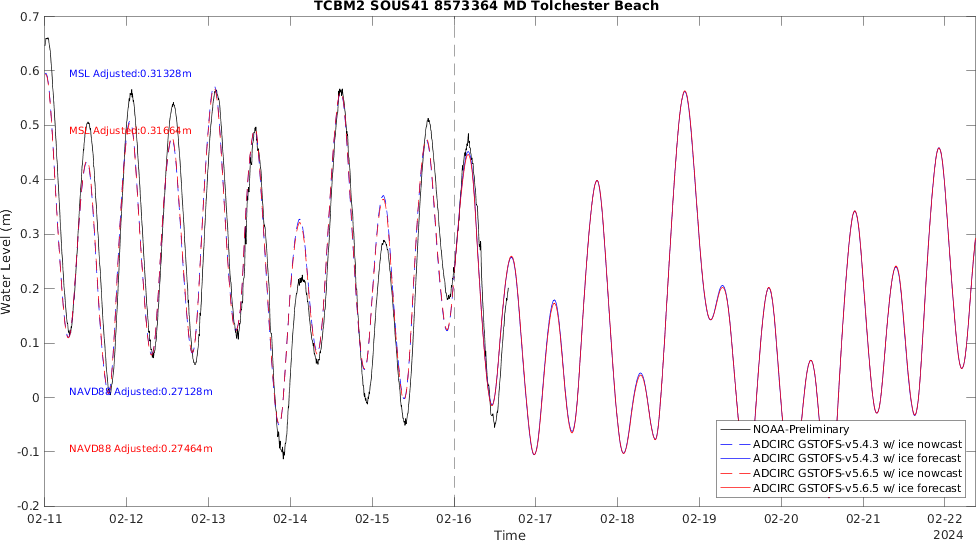 TCBM2 SOUS41 8573364 MD Tolchester Beach
0.7
0.6
0.5
0.4
0.3
0.2
0.1
0
-0.1
-0.2
Water Level (m)
MSL Adjusted:0.31328m
MSL Adjusted:0.31664m
NAVD88 Adjusted:0.27128m
NAVD88 Adjusted:0.27464m
NOAA-Preliminary
ADCIRC GSTOFS-v5.4.3 w/ ice nowcast
ADCIRC GSTOFS-v5.4.3 w/ ice forecast
ADCIRC GSTOFS-v5.6.5 w/ ice nowcast
ADCIRC GSTOFS-v5.6.5 w/ ice forecast
02-11 02-12 02-13 02-14 02-15 02-16 02-17 02-18 02-19 02-20 02-21 02-22
2024
Time